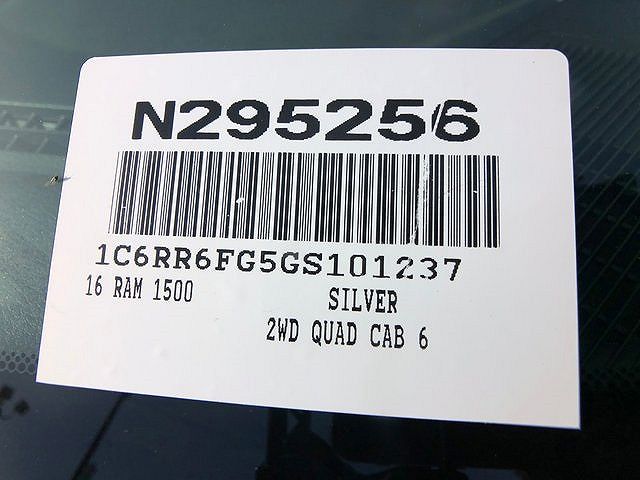 N295256
1C6RR6FG5GS101237
16 RAM 1500
SILVER
2WD QUAD CAB 6